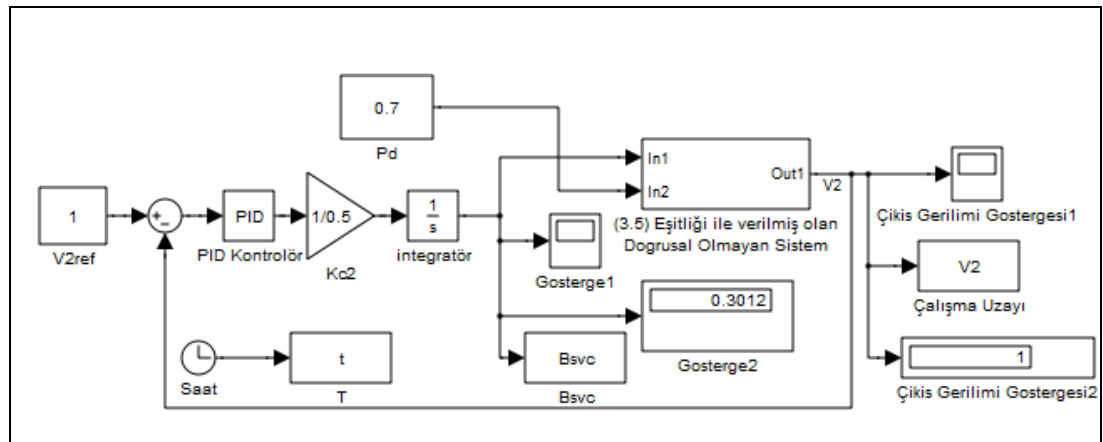 0.7
Pd
In1
In2
Out1
V2
(3.5) Eşitliği ile verilmiş olan
Dogrusal Olmayan Sistem
Çikis Gerilimi Gostergesi1
1
V2ref
+
−
PID
PID Kontrolör
1/0.5
Kc2
1
s
integratör
Gosterge1
V2
Çalışma Uzayı
0.3012
Gosterge2
1
Çikis Gerilimi Gostergesi2
Saat
t
T
Bsvc
Bsvc